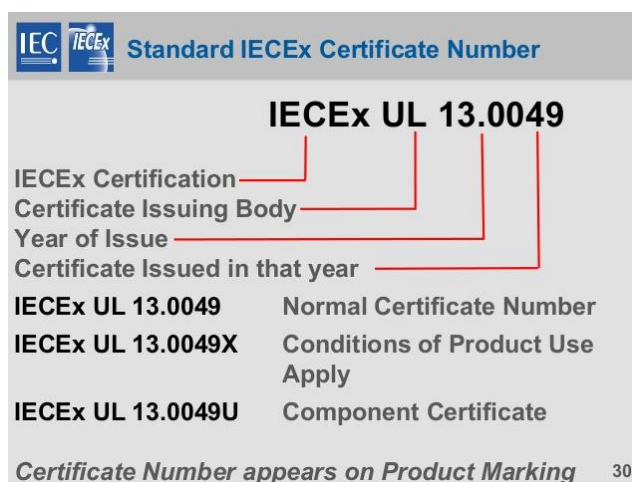 IEC IECEx Standard IECEx Certificate Number
IECEx UL 13.0049
IECEx Certification
Certificate Issuing Body
Year of Issue
Certificate Issued in that year
IECEx UL 13.0049 Normal Certificate Number
IECEx UL 13.0049X Conditions of Product Use
Apply
IECEx UL 13.0049U Component Certificate
Certificate Number appears on Product Marking 30